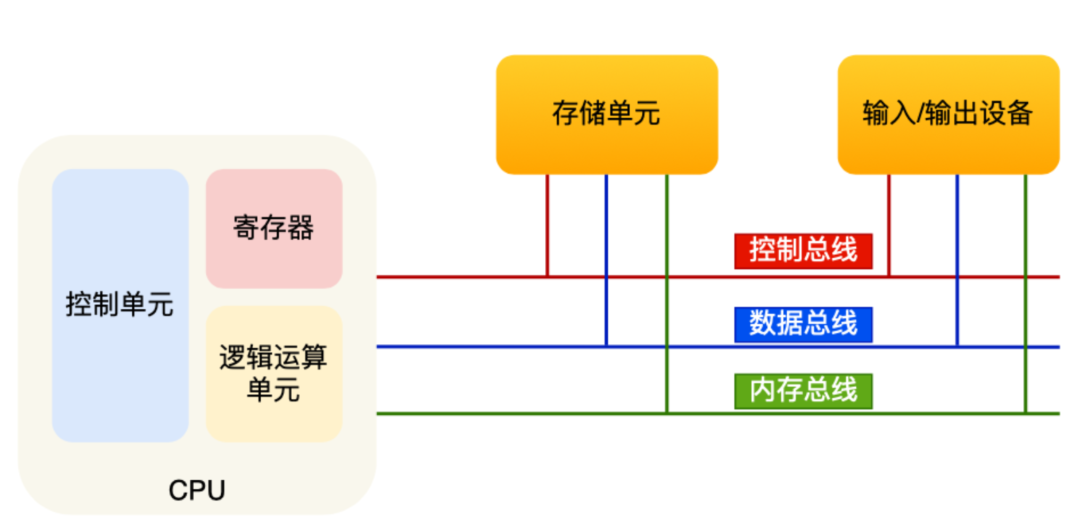 存储单元
输入/输出设备
寄存器
控制单元
逻辑运算
单元
CPU
控制总线
数据总线
内存总线